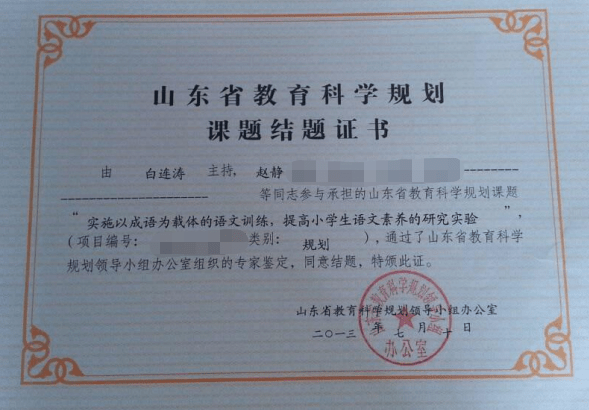 山东省教育科学规划
课题结题证书
由 白连涛 主持, 赵静
等同志参与承担的山东省教育科学规划课题
“实施以成语为载体的语文训练,提高小学生语文素养的研究实验”,
(项目编号: 类别: 规划 ),通过了山东省教育科学
规划领导小组办公室组织的专家鉴定,同意结题,特颁此证。
山东省教育科学规划领导小组办公室
二〇一三 年 七 月 十 日
办公室